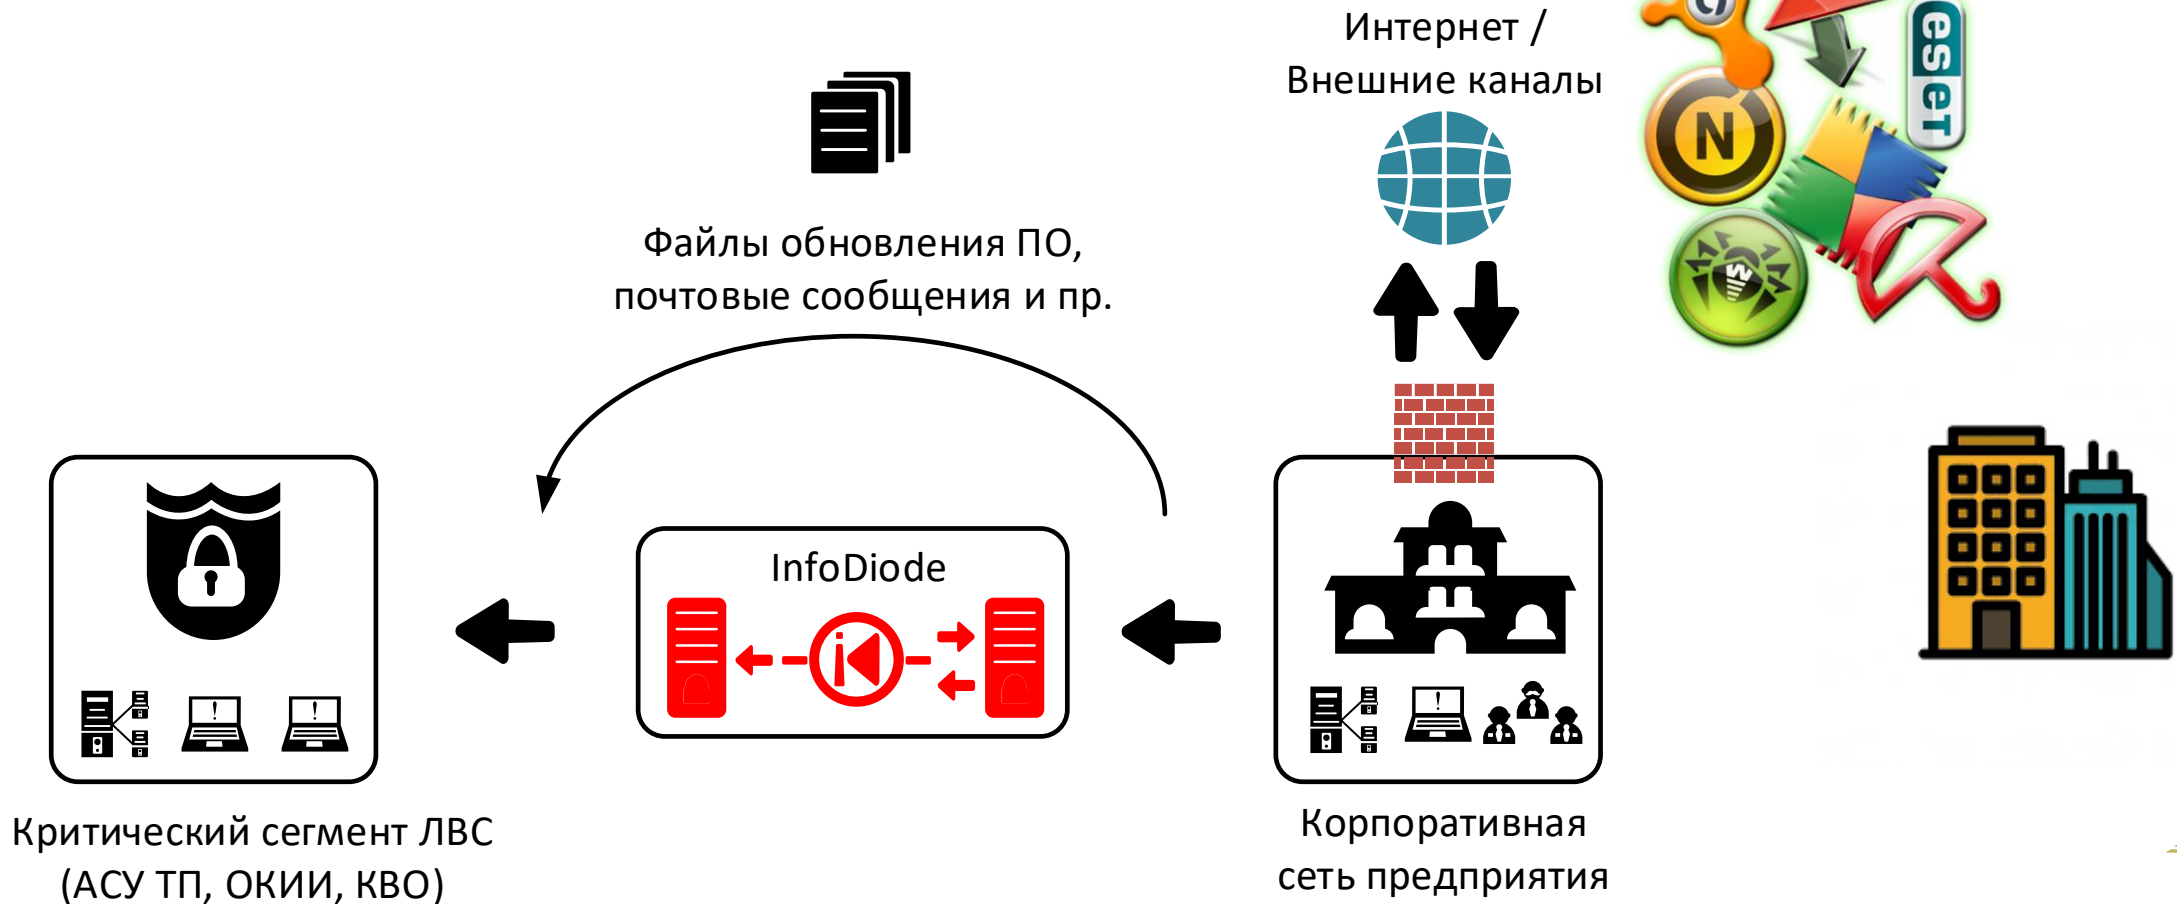 Интернет /
Внешние каналы
eseт
N
Файлы обновления ПО,
почтовые сообщения и пр.
InfoDiode
Критический сегмент ЛВС
(АСУ ТП, ОКИИ, КВО)
Корпоративная
сеть предприятия